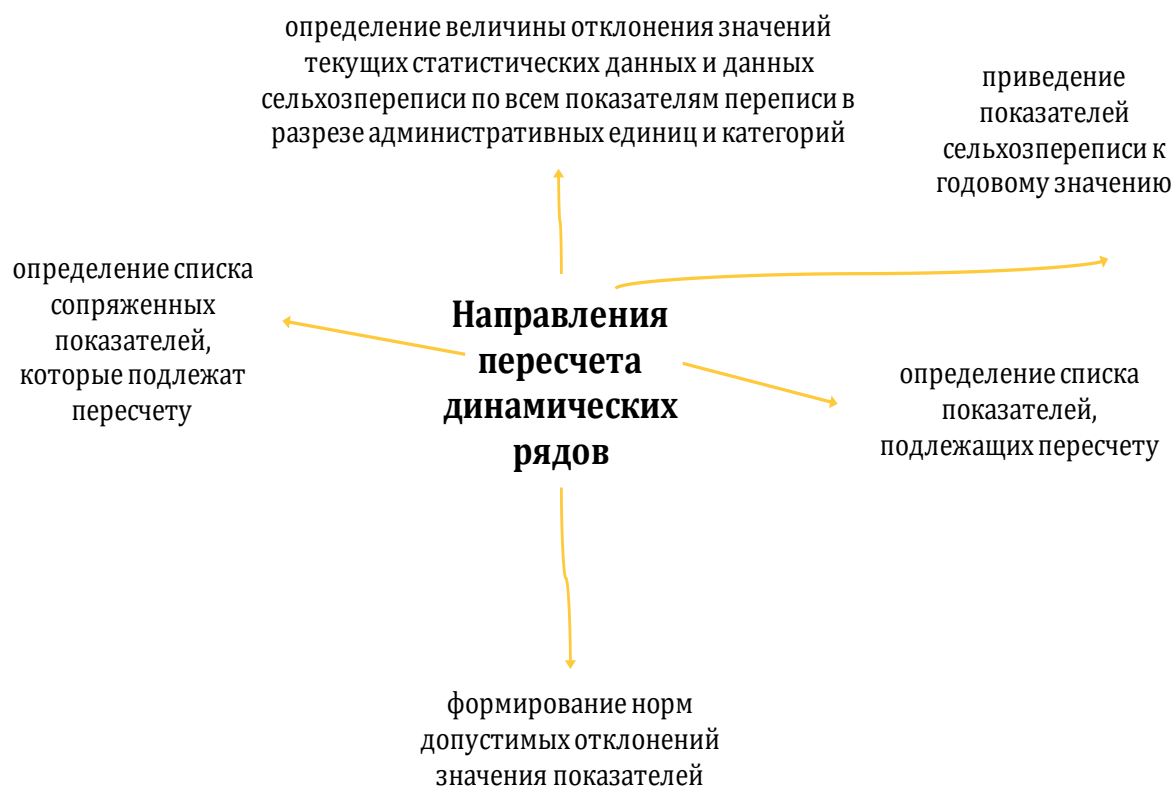 определение величины отклонения значений
текущих статистических данных и данных
сельхозпереписи по всем показателям переписи в
разрезе административных единиц и категорий
приведение
показателей
сельхозпереписи к
годовому значению
определение списка
сопряженных
показателей,
которые подлежат
пересчету
Направления
пересчета
динамических
рядов
определение списка
показателей,
подлежащих пересчету
формирование норм
допустимых отклонений
значения показателей